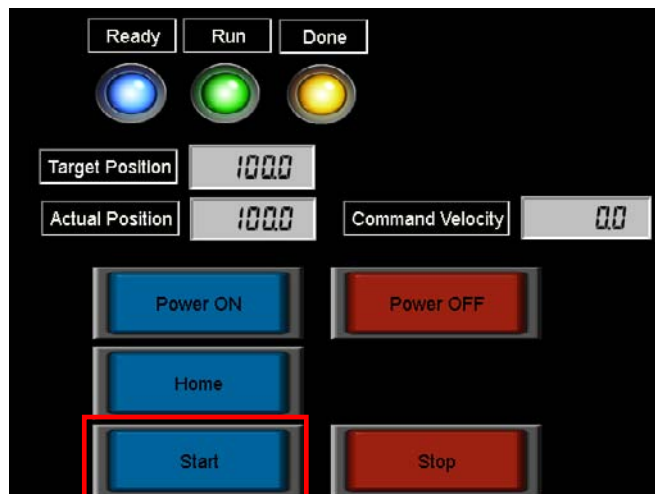 Ready Run Done
Target Position 100.0
Actual Position 100.0 Command Velocity 0.0
Power ON Power OFF
Home
Start Stop